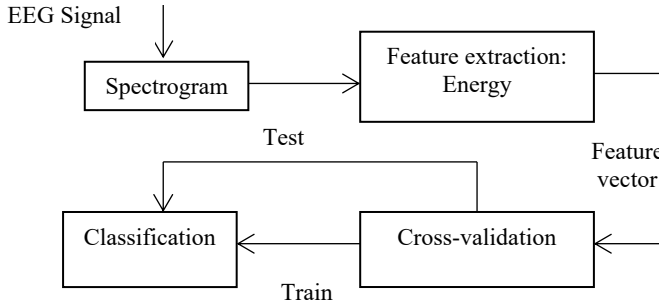 EEG Signal
Spectrogram
Feature extraction:
Energy
Test
Feature
vector
Classification
Cross-validation
Train